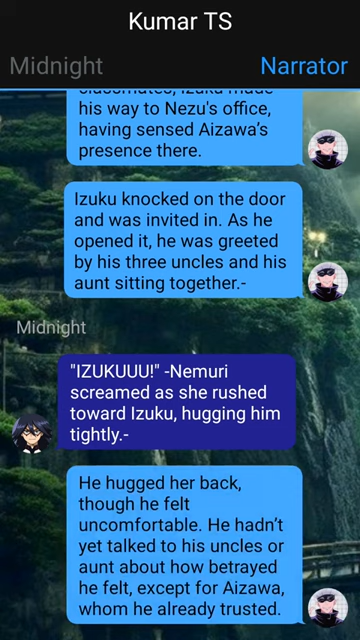 Kumar TS
Midnight
Narrator
classmates, Izuku made
his way to Nezu's office,
having sensed Aizawa's
presence there.
Izuku knocked on the door
and was invited in. As he
opened it, he was greeted
by his three uncles and his
aunt sitting together.-
Midnight
"IZUKUUU!" -Nemuri
screamed as she rushed
toward Izuku, hugging him
tightly.-
He hugged her back,
though he felt
uncomfortable. He hadn't
yet talked to his uncles or
aunt about how betrayed
he felt, except for Aizawa,
whom he already trusted.